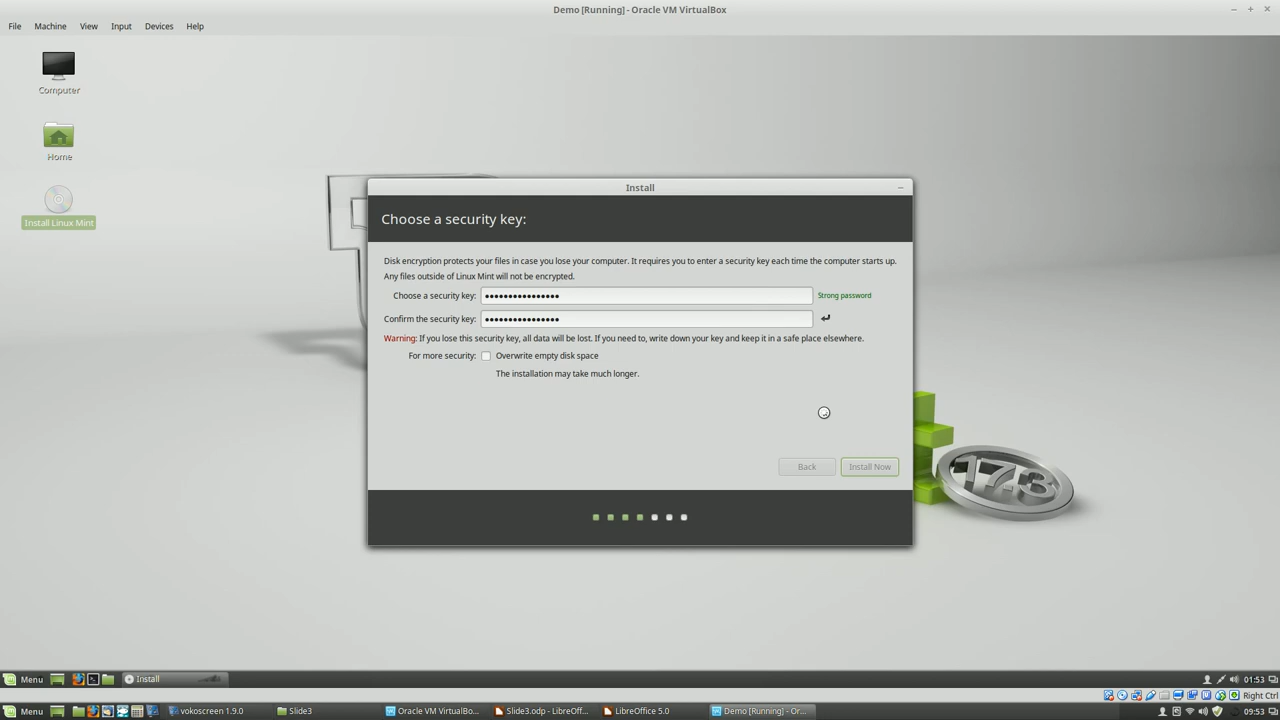 Demo [Running] - Oracle VM VirtualBox
File Machine View Input Devices Help
Computer
Home
Install Linux Mint
Install
Choose a security key:
Disk encryption protects your files in case you lose your computer. It requires you to enter a security key each time the computer starts up.
Any files outside of Linux Mint will not be encrypted.
Choose a security key: •••••••••••••••• Strong password
Confirm the security key: ••••••••••••••••
Warning: If you lose this security key, all data will be lost. If you need to, write down your key and keep it in a safe place elsewhere.
For more security: Overwrite empty disk space
The installation may take much longer.
Back Install Now
17.3
Menu Install 01:53
Right Ctrl
Menu vokoscreen 1.9.0 Slide3 Oracle VM VirtualBo... Slide3.odp - LibreOffi... LibreOffice 5.0 Demo [Running] - Or... 09:53